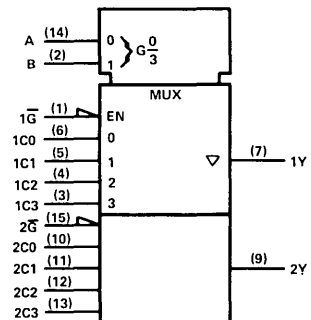 A (14) 0
B (2) 1
G 0/3
MUX
1G̅ (1) EN
1C0 (6) 0
1C1 (5) 1
1C2 (4) 2
1C3 (3) 3
▽ (7) 1Y
2G̅ (15)
2C0 (10)
2C1 (11)
2C2 (12)
2C3 (13)
(9) 2Y